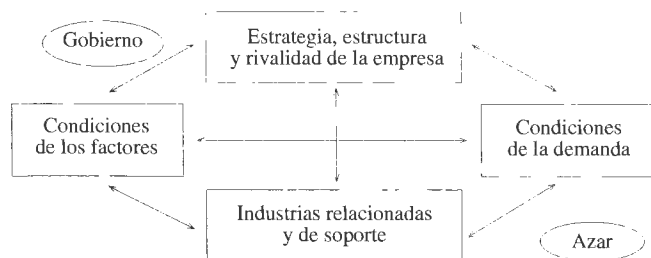 Gobierno
Estrategia, estructura
y rivalidad de la empresa
Condiciones
de los factores
Condiciones
de la demanda
Industrias relacionadas
y de soporte
Azar